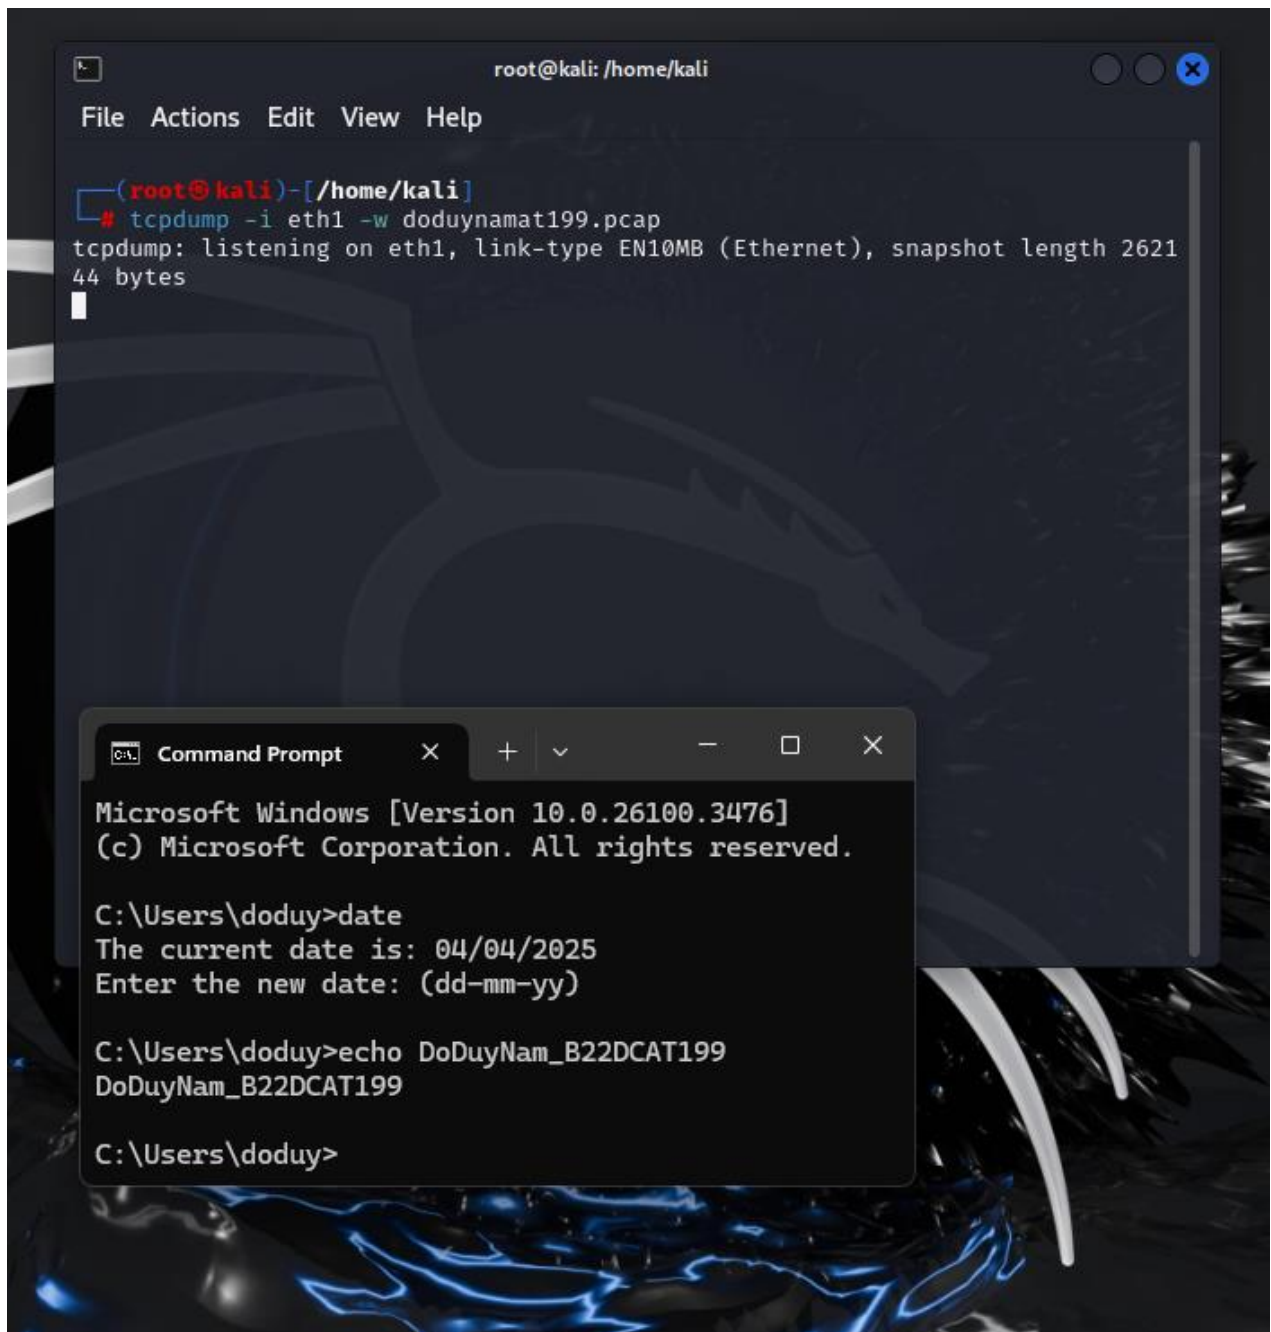 root@kali: /home/kali
File Actions Edit View Help
┌──(root㉿kali)-[/home/kali]
└─# tcpdump -i eth1 -w doduynamat199.pcap
tcpdump: listening on eth1, link-type EN10MB (Ethernet), snapshot length 2621
44 bytes
Command Prompt
Microsoft Windows [Version 10.0.26100.3476]
(c) Microsoft Corporation. All rights reserved.
C:\Users\doduy>date
The current date is: 04/04/2025
Enter the new date: (dd-mm-yy)
C:\Users\doduy>echo DoDuyNam_B22DCAT199
DoDuyNam_B22DCAT199
C:\Users\doduy>